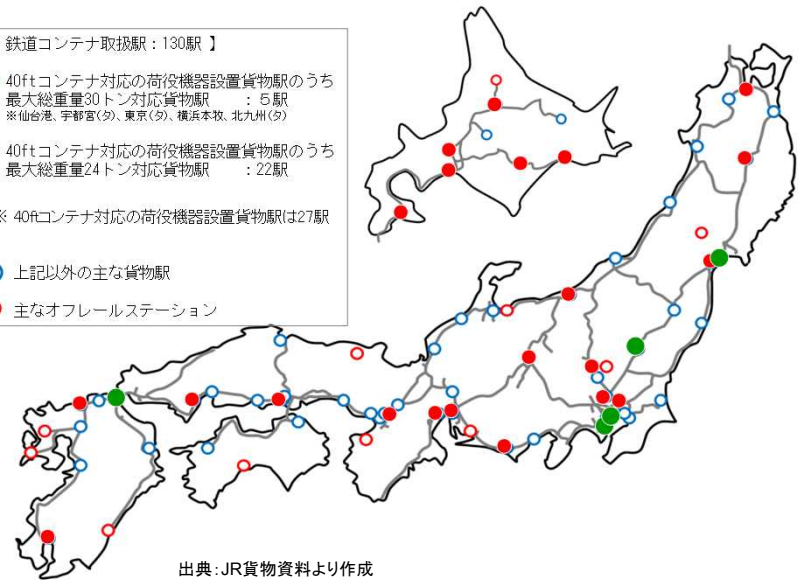 鉄道コンテナ取扱駅：130駅 】
40ftコンテナ対応の荷役機器設置貨物駅のうち
最大総重量30トン対応貨物駅　：５駅
※仙台港、宇都宮(タ)、東京(タ)、横浜本牧、北九州(タ)
40ftコンテナ対応の荷役機器設置貨物駅のうち
最大総重量24トン対応貨物駅　：22駅
※ 40ftコンテナ対応の荷役機器設置貨物駅は27駅
上記以外の主な貨物駅
主なオフレールステーション
出典：JR貨物資料より作成